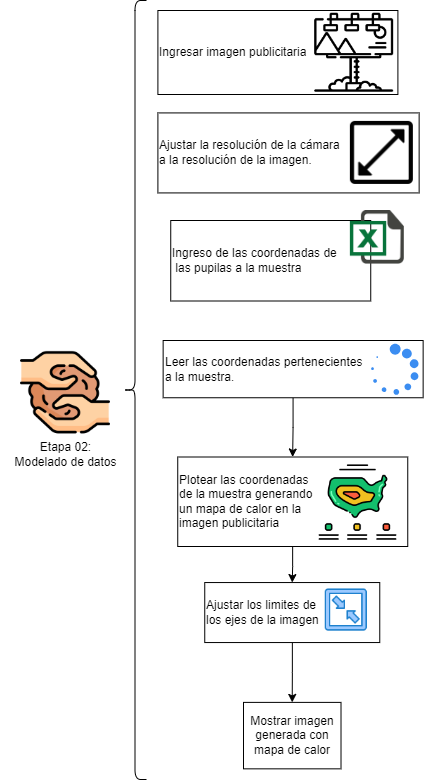 Ingresar imagen publicitaria
Ajustar la resolución de la cámara
a la resolución de la imagen.
X
Ingreso de las coordenadas de
las pupilas a la muestra
Leer las coordenadas pertenecientes
a la muestra.
Etapa 02:
Modelado de datos
Plotear las coordenadas
de la muestra generando
un mapa de calor en la
imagen publicitaria
Ajustar los limites de
los ejes de la imagen
Mostrar imagen
generada con
mapa de calor